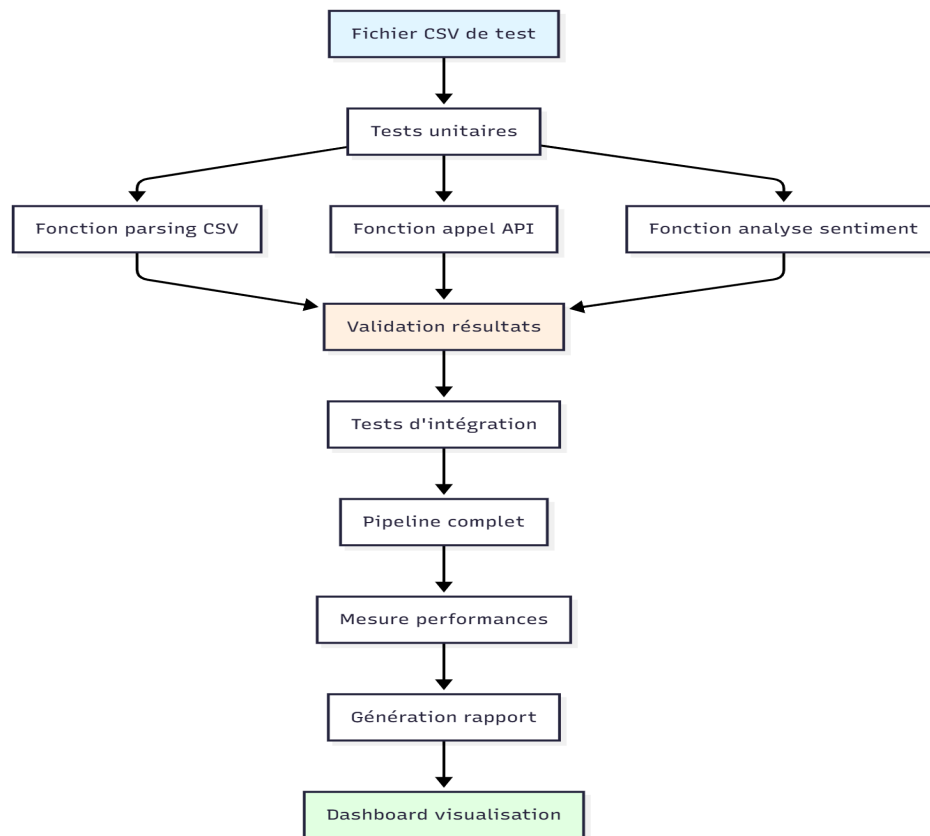 Fichier CSV de test
Tests unitaires
Fonction parsing CSV
Fonction appel API
Fonction analyse sentiment
Validation résultats
Tests d'intégration
Pipeline complet
Mesure performances
Génération rapport
Dashboard visualisation